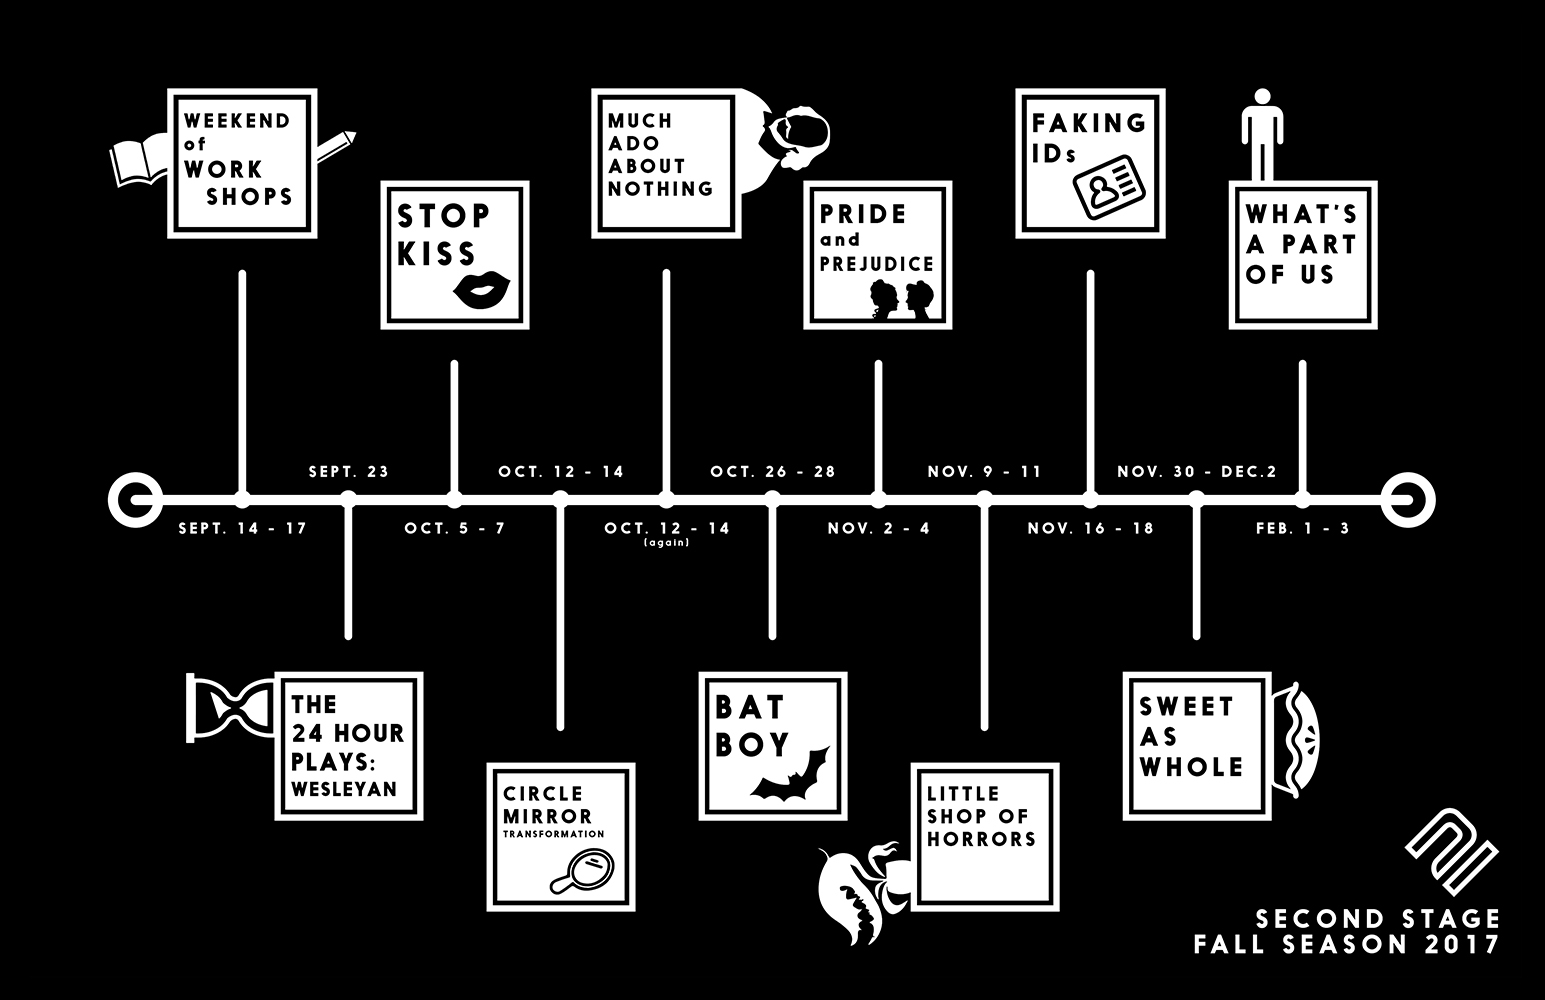 WEEKEND
of
WORK
SHOPS
STOP
KISS
MUCH
ADO
ABOUT
NOTHING
PRIDE
and
PREJUDICE
FAKING
IDs
WHAT'S
A PART
OF US
SEPT. 23
OCT. 12 - 14
OCT. 26 - 28
NOV. 9 - 11
NOV. 30 - DEC.2
SEPT. 14 - 17
OCT. 5 - 7
OCT. 12 - 14
(again)
NOV. 2 - 4
NOV. 16 - 18
FEB. 1 - 3
THE
24 HOUR
PLAYS:
WESLEYAN
CIRCLE
MIRROR
TRANSFORMATION
BAT
BOY
LITTLE
SHOP OF
HORRORS
SWEET
AS
WHOLE
SECOND STAGE
FALL SEASON 2017